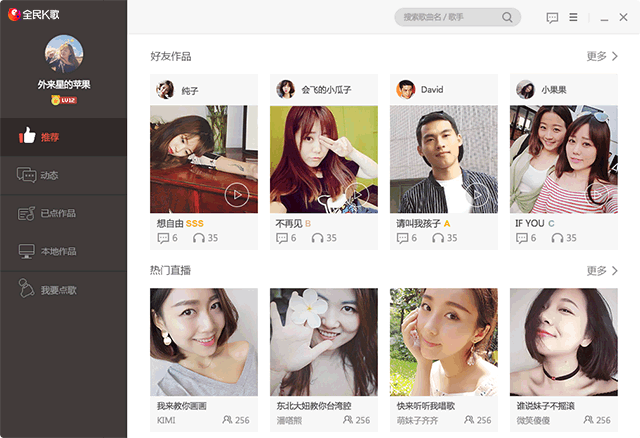 全民K歌
搜索歌曲名 / 歌手
外来星的苹果
LV.12
推荐
动态
已点作品
本地作品
我要点歌
好友作品
更多
纯子
会飞的小瓜子
David
小果果
想自由 SSS
不再见 B
请叫我孩子 A
IF YOU C
6 35
6 35
6 35
6 35
热门直播
更多
我来教你画画
东北大妞教你台湾腔
快来听听我唱歌
谁说妹子不摇滚
KIMI 256
潘嗒熊 256
萌妹子齐齐 256
微笑傻傻 256